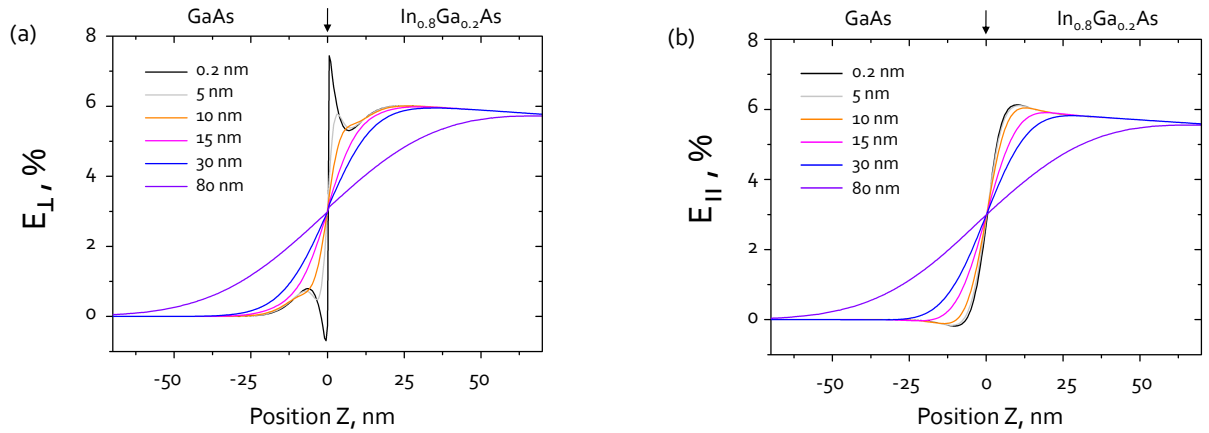 GaAs In₀.₈Ga₀.₂As
(a)
8
6
4
2
0
E⊥, %
0.2 nm
5 nm
10 nm
15 nm
30 nm
80 nm
-50 -25 0 25 50
Position Z, nm
GaAs In₀.₈Ga₀.₂As
(b)
8
6
4
2
0
E||, %
0.2 nm
5 nm
10 nm
15 nm
30 nm
80 nm
-50 -25 0 25 50
Position Z, nm